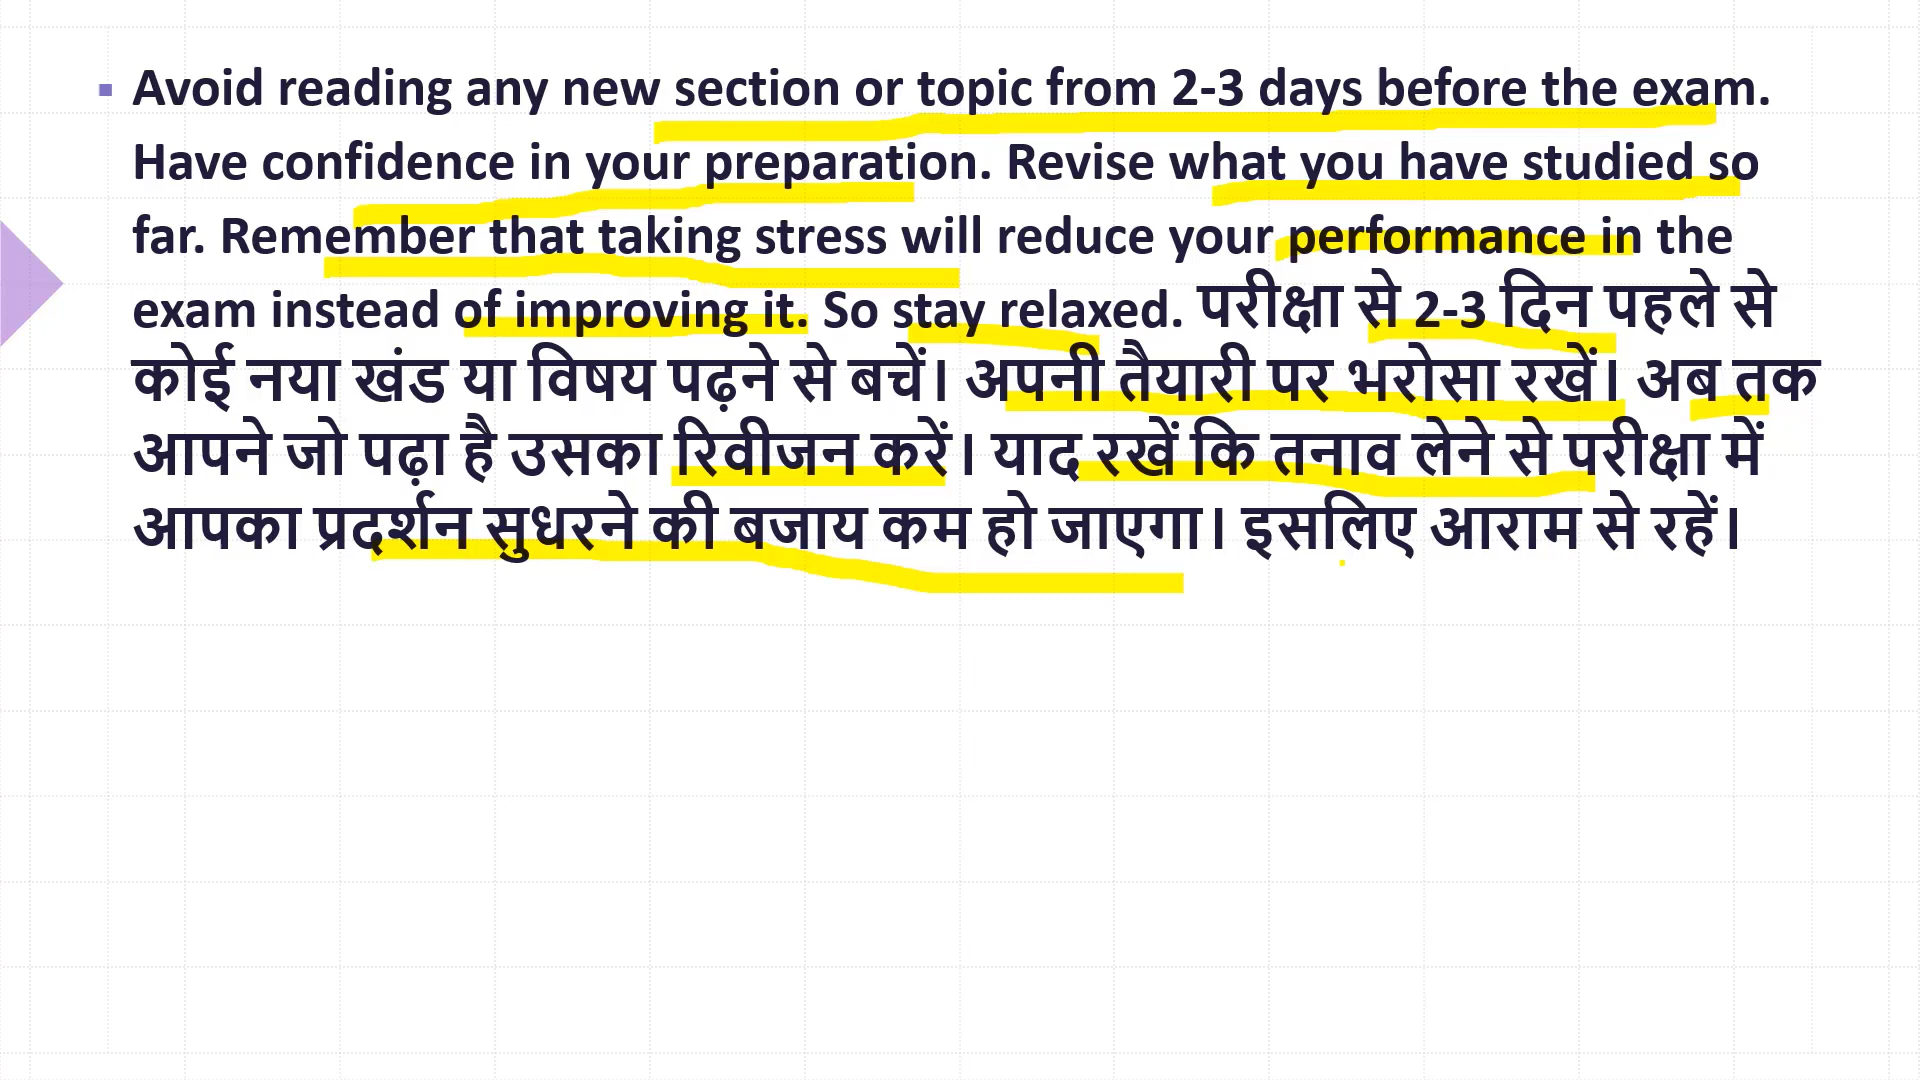 Avoid reading any new section or topic from 2-3 days before the exam.
Have confidence in your preparation. Revise what you have studied so
far. Remember that taking stress will reduce your performance in the
exam instead of improving it. So stay relaxed. परीक्षा से 2-3 दिन पहले से
कोई नया खंड या विषय पढ़ने से बचें। अपनी तैयारी पर भरोसा रखें। अब तक
आपने जो पढ़ा है उसका रिवीजन करें। याद रखें कि तनाव लेने से परीक्षा में
आपका प्रदर्शन सुधरने की बजाय कम हो जाएगा। इसलिए आराम से रहें।